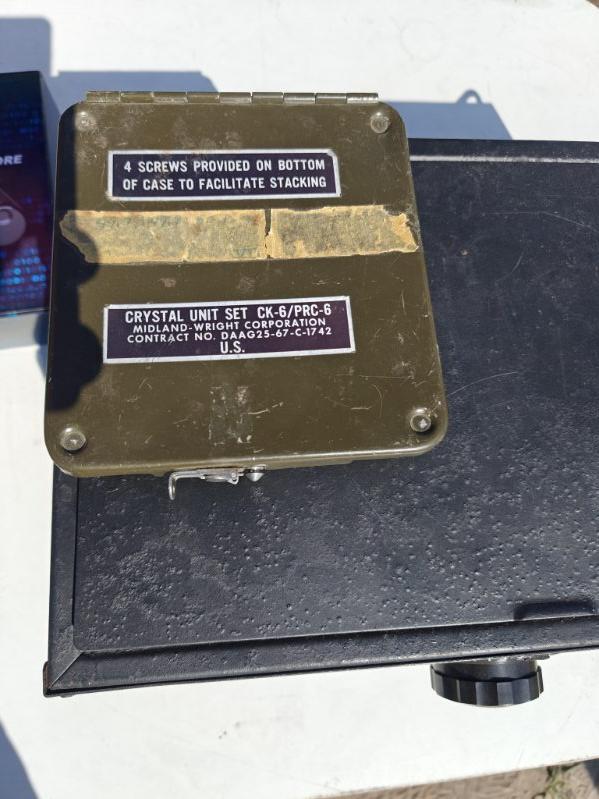 ORE
4 SCREWS PROVIDED ON BOTTOM
OF CASE TO FACILITATE STACKING
CRYSTAL UNIT SET CK-6/PRC-6
MIDLAND-WRIGHT CORPORATION
CONTRACT NO. DAAG25-67-C-1742
U.S.